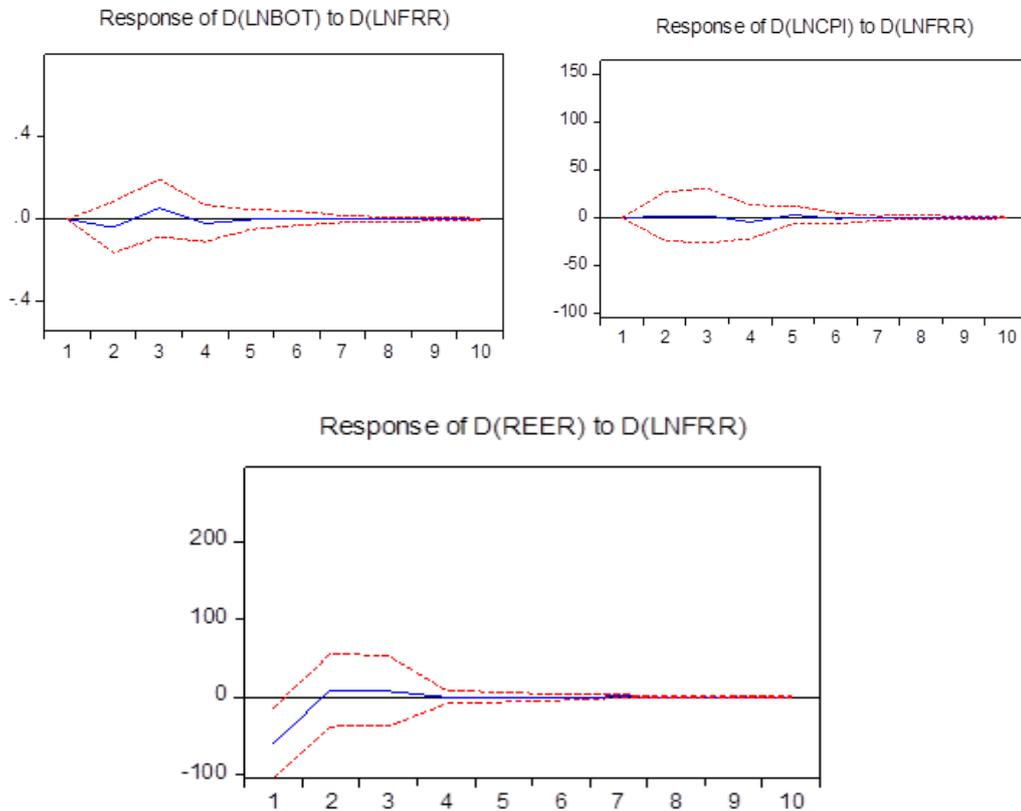 Response of D(LNBOT) to D(LNFRR)
.4
.0
-.4
1 2 3 4 5 6 7 8 9 10
Response of D(LNCPI) to D(LNFRR)
150
100
50
0
-50
-100
1 2 3 4 5 6 7 8 9 10
Response of D(REER) to D(LNFRR)
200
100
0
-100
1 2 3 4 5 6 7 8 9 10